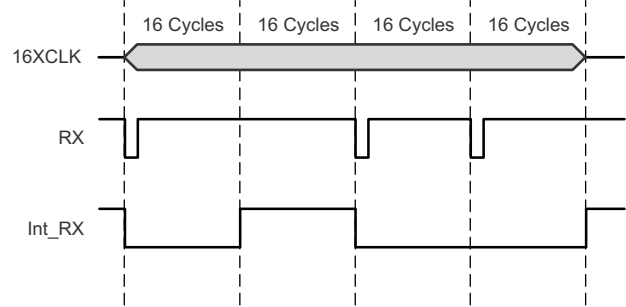 16 Cycles 16 Cycles 16 Cycles 16 Cycles
16XCLK
RX
Int_RX